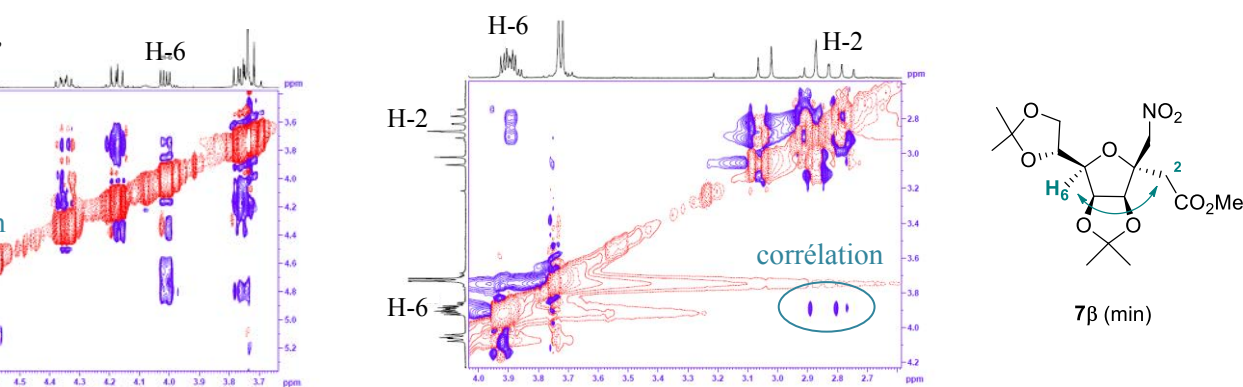 H-6
ppm
3.6
3.8
4.0
4.2
4.4
4.6
4.8
5.0
5.2
4.5 4.4 4.3 4.2 4.1 4.0 3.9 3.8 3.7 ppm
H-6
H-2
ppm
H-2
H-6
2.8
3.0
3.2
3.4
3.6
3.8
4.0
4.2
corrélation
4.0 3.9 3.8 3.7 3.6 3.5 3.4 3.3 3.2 3.1 3.0 2.9 2.8 2.7 ppm
O
O
O
NO₂
H₆
2
CO₂Me
O
O
7β (min)